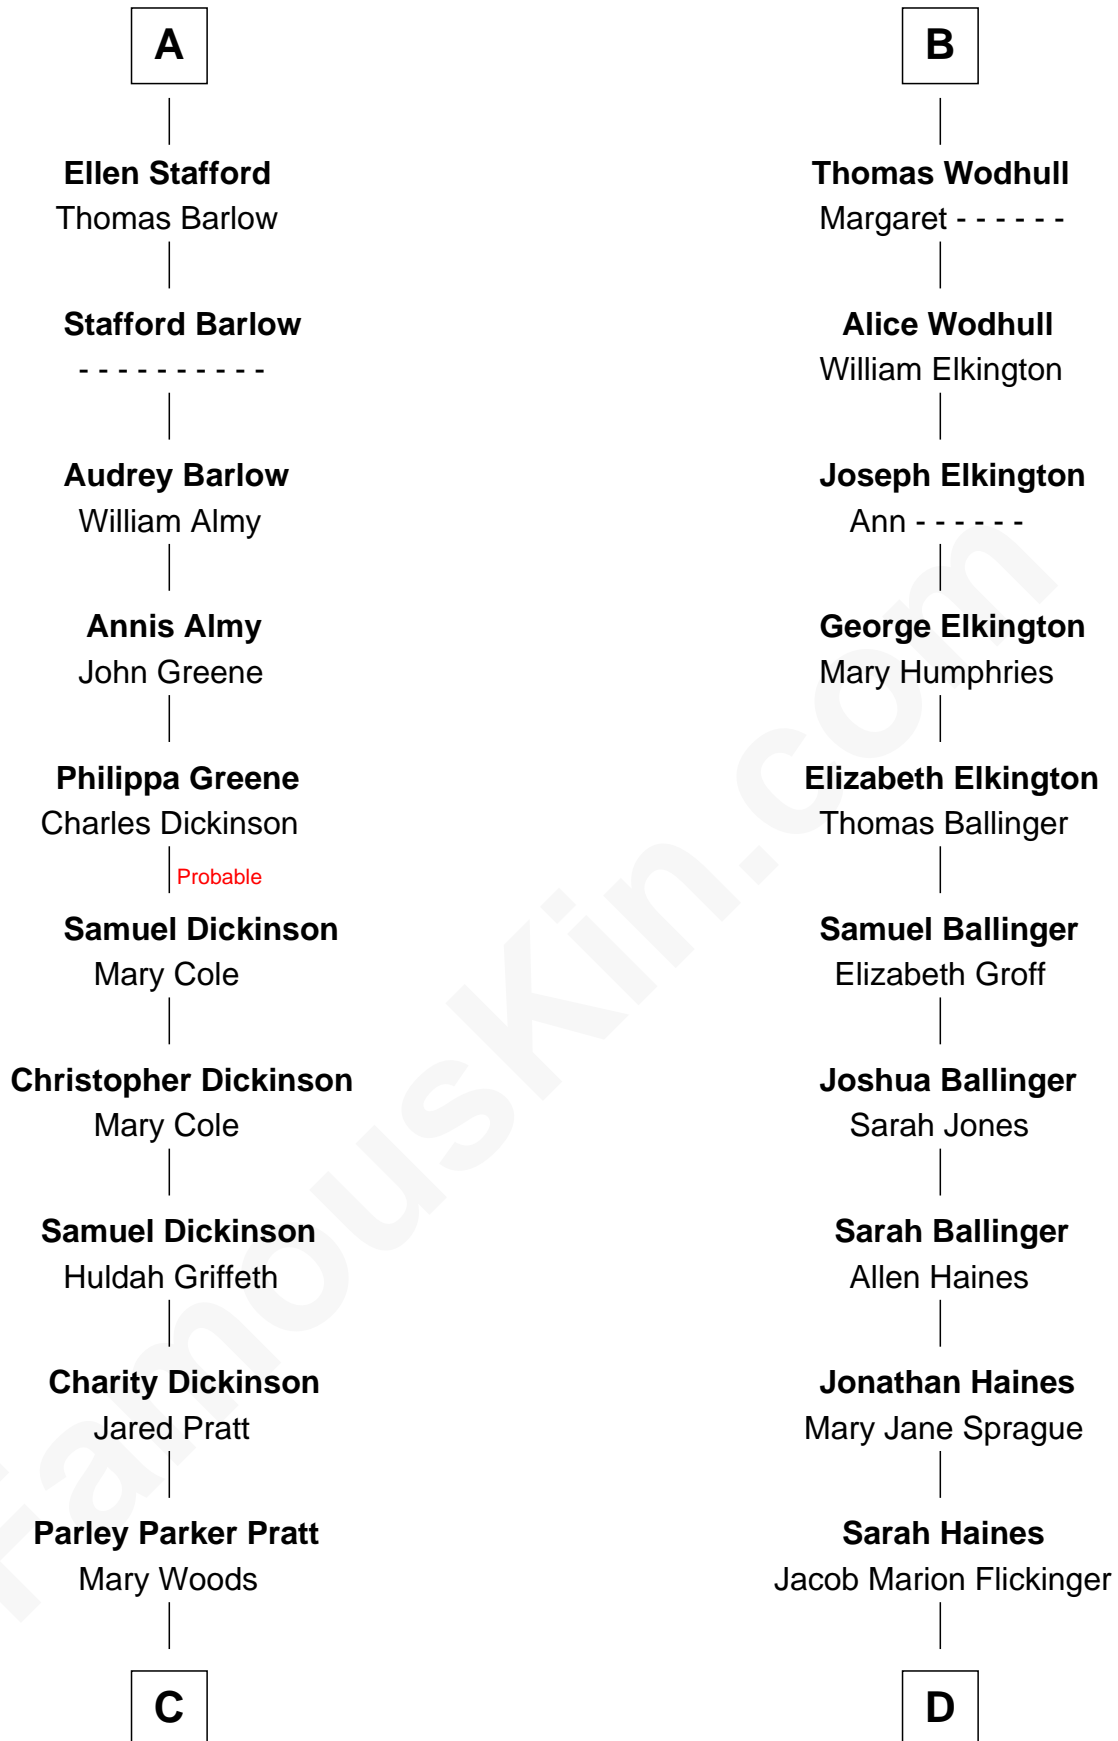 A
Ellen Stafford
Thomas Barlow
Stafford Barlow
- - - - - - - - - -
Audrey Barlow
William Almy
Annis Almy
John Greene
Philippa Greene
Charles Dickinson
Probable
Samuel Dickinson
Mary Cole
Christopher Dickinson
Mary Cole
Samuel Dickinson
Huldah Griffeth
Charity Dickinson
Jared Pratt
Parley Parker Pratt
Mary Woods
C
B
Thomas Wodhull
Margaret - - - - - -
Alice Wodhull
William Elkington
Joseph Elkington
Ann - - - - - -
George Elkington
Mary Humphries
Elizabeth Elkington
Thomas Ballinger
Samuel Ballinger
Elizabeth Groff
Joshua Ballinger
Sarah Jones
Sarah Ballinger
Allen Haines
Jonathan Haines
Mary Jane Sprague
Sarah Haines
Jacob Marion Flickinger
D
FamousKin.com